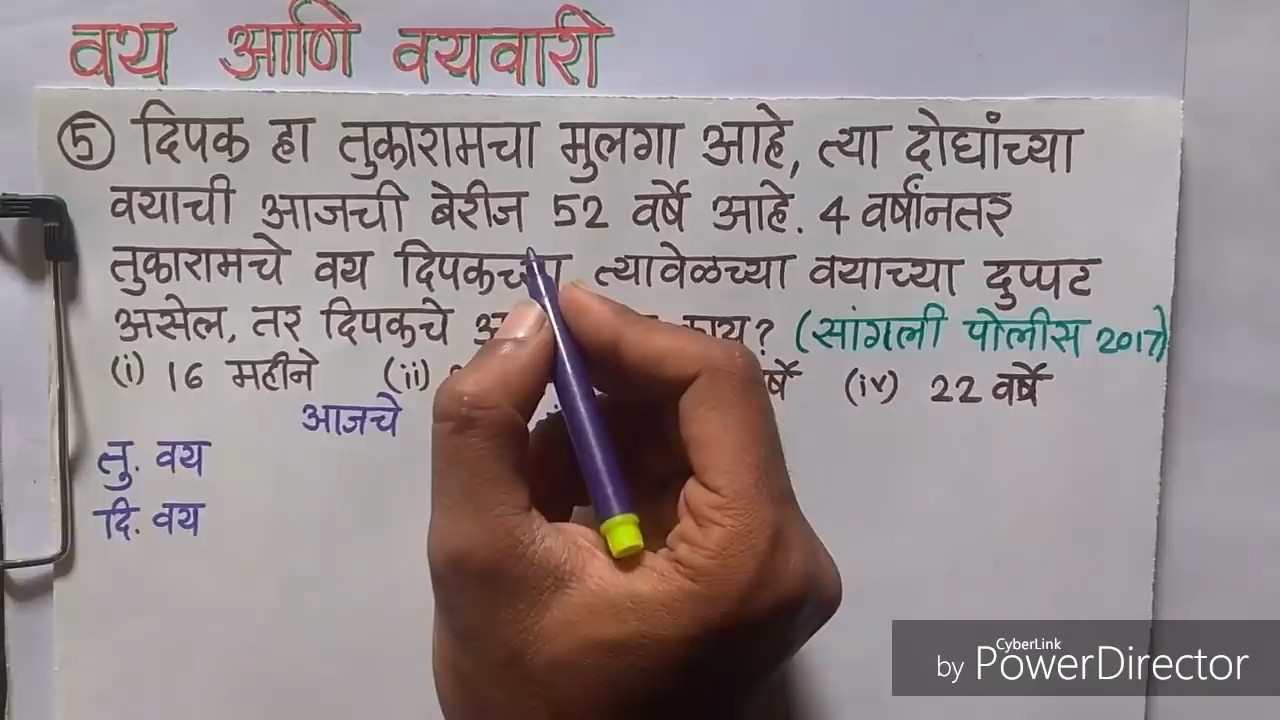 वय आणि वयवारी
⑤ दिपक हा तुकारामचा मुलगा आहे, त्या दोघांच्या
वयाची आजची बेरीज 52 वर्षे आहे. 4 वर्षांनतर
तुकारामचे वय दिपकच्या त्यावेळच्या वयाच्या दुप्पट
असेल, तर दिपकचे काय? (सांगली पोलीस 2017)
(i) 16 महीने (ii) वर्षे (iv) 22 वर्षे
आजचे
तु. वय
दि. वय
CyberLink
by PowerDirector